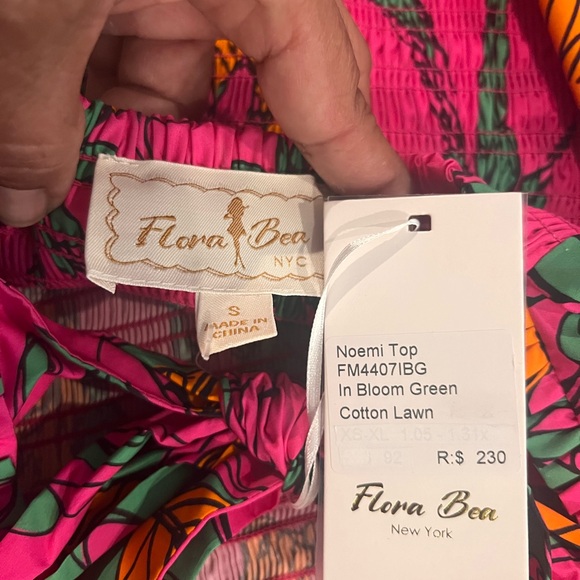 Flora Bea
NYC
S
MADE IN
CHINA
Noemi Top
FM4407IBG
In Bloom Green
Cotton Lawn
R:$ 230
Flora Bea
New York